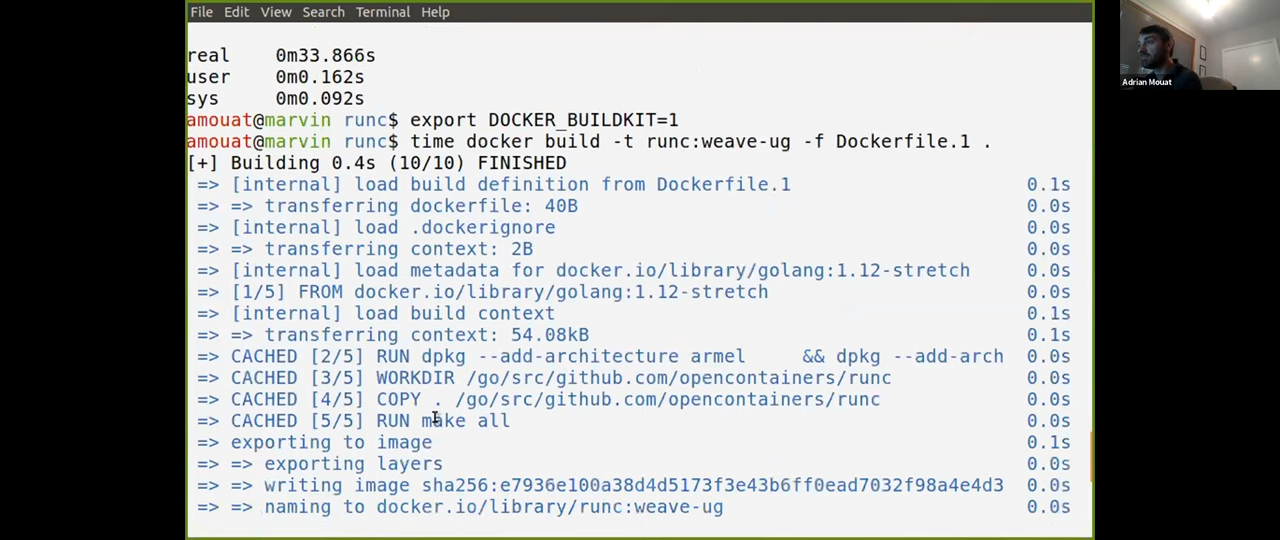 File Edit View Search Terminal Help
real 0m33.866s
user 0m0.162s
sys 0m0.092s
amouat@marvin runc$ export DOCKER_BUILDKIT=1
amouat@marvin runc$ time docker build -t runc:weave-ug -f Dockerfile.1 .
[+] Building 0.4s (10/10) FINISHED
=> [internal] load build definition from Dockerfile.1 0.1s
=> => transferring dockerfile: 40B 0.0s
=> [internal] load .dockerignore 0.0s
=> => transferring context: 2B 0.0s
=> [internal] load metadata for docker.io/library/golang:1.12-stretch 0.0s
=> [1/5] FROM docker.io/library/golang:1.12-stretch 0.0s
=> [internal] load build context 0.1s
=> => transferring context: 54.08kB 0.1s
=> CACHED [2/5] RUN dpkg --add-architecture armel && dpkg --add-arch 0.0s
=> CACHED [3/5] WORKDIR /go/src/github.com/opencontainers/runc 0.0s
=> CACHED [4/5] COPY . /go/src/github.com/opencontainers/runc 0.0s
=> CACHED [5/5] RUN make all 0.0s
=> exporting to image 0.1s
=> => exporting layers 0.0s
=> => writing image sha256:e7936e100a38d4d5173f3e43b6ff0ead7032f98a4e4d3 0.0s
=> => naming to docker.io/library/runc:weave-ug 0.0s
Adrian Mouat